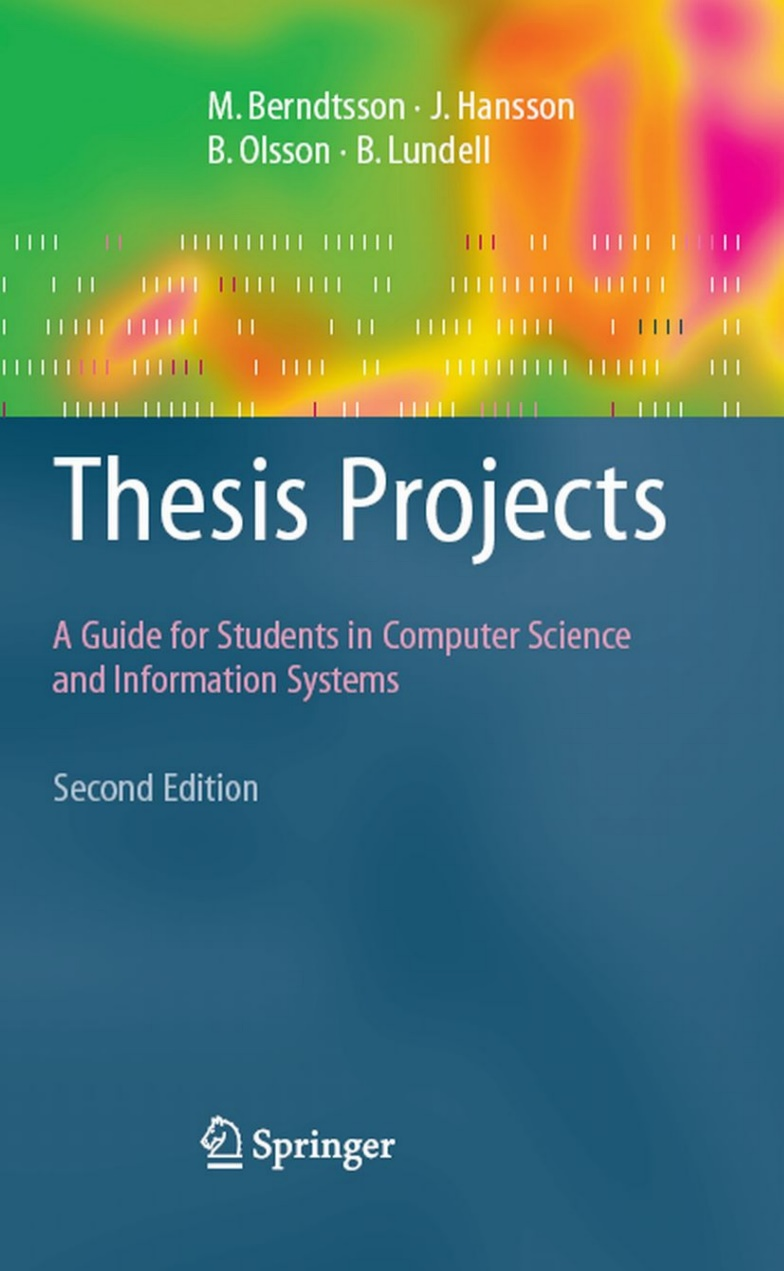 M. Berndtsson · J. Hansson
B. Olsson · B. Lundell
Thesis Projects
A Guide for Students in Computer Science
and Information Systems
Second Edition
Springer